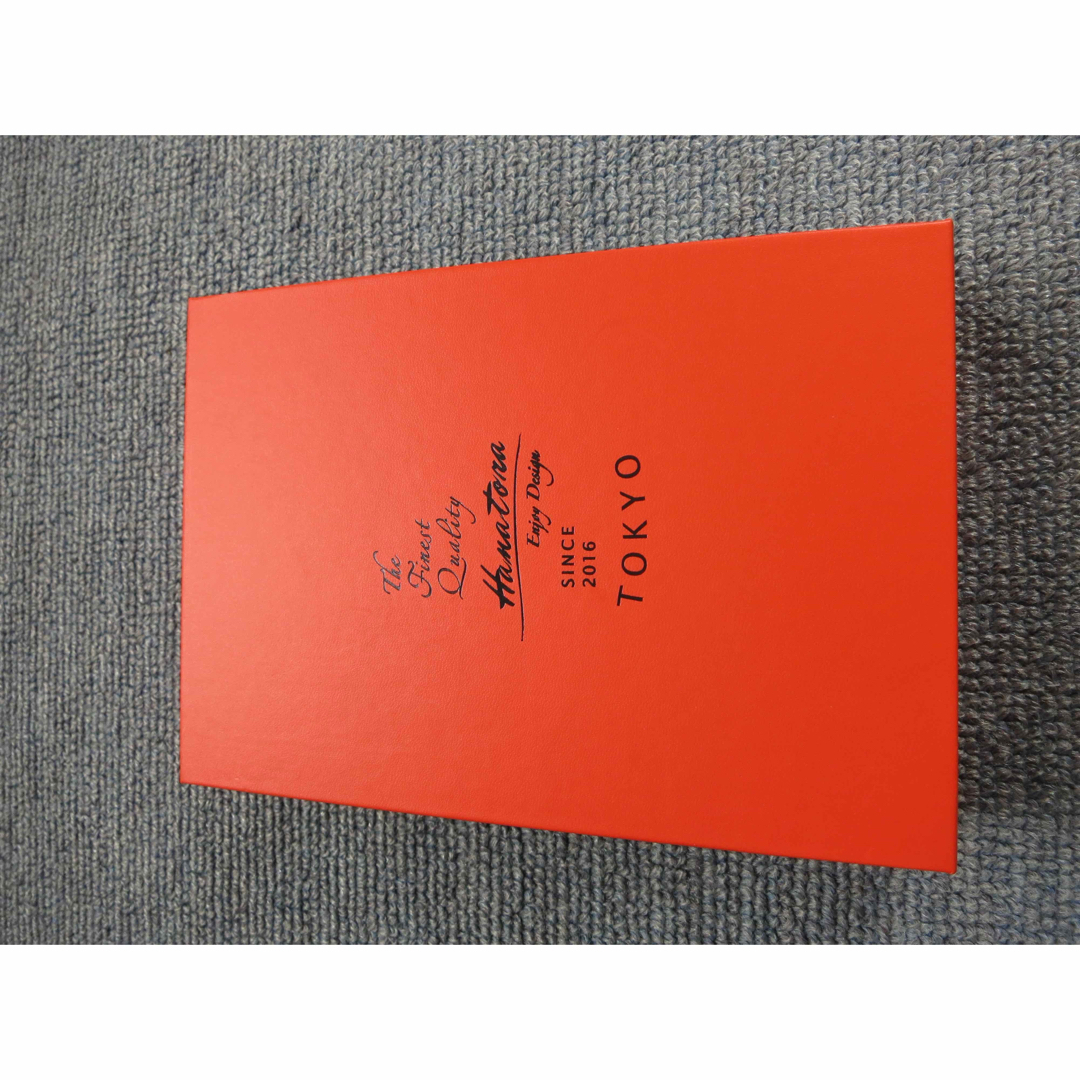 The
Finest
Quality
Hanatora
Enjoy Design
SINCE
2016
TOKYO